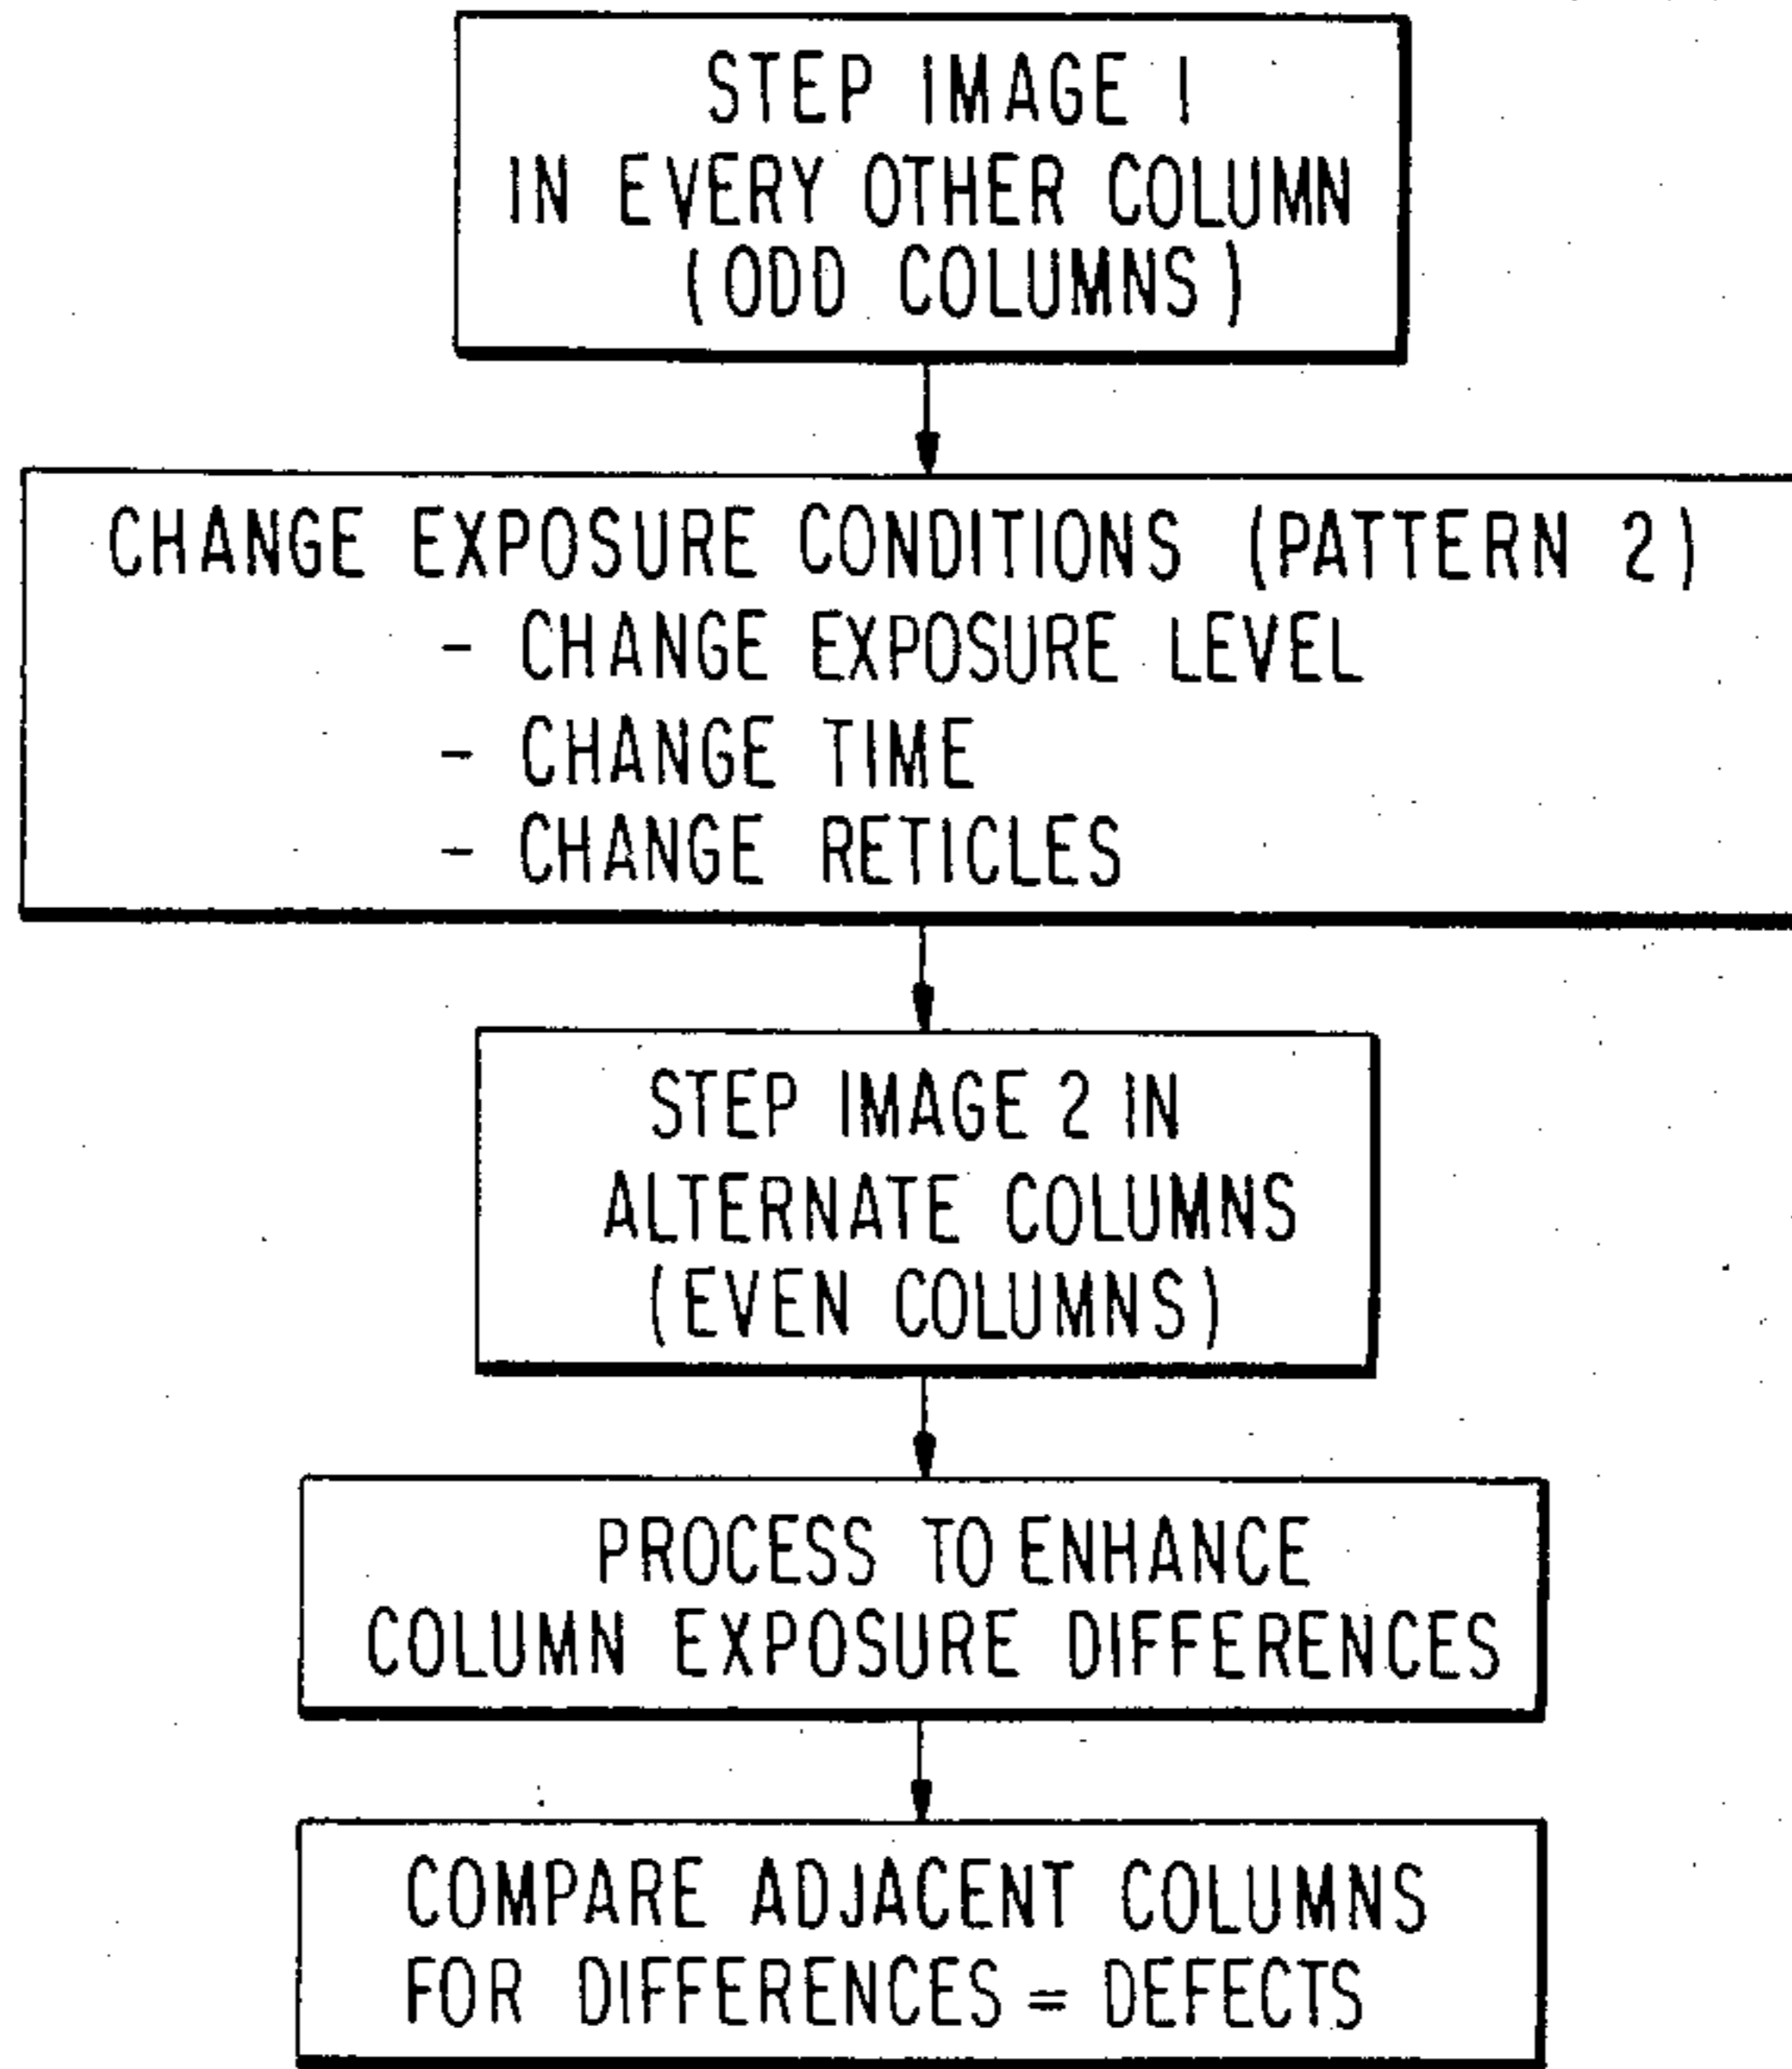 STEP IMAGE 1
IN EVERY OTHER COLUMN
(ODD COLUMNS)
CHANGE EXPOSURE CONDITIONS (PATTERN 2)
- CHANGE EXPOSURE LEVEL
- CHANGE TIME
- CHANGE RETICLES
STEP IMAGE 2 IN
ALTERNATE COLUMNS
(EVEN COLUMNS)
PROCESS TO ENHANCE
COLUMN EXPOSURE DIFFERENCES
COMPARE ADJACENT COLUMNS
FOR DIFFERENCES = DEFECTS